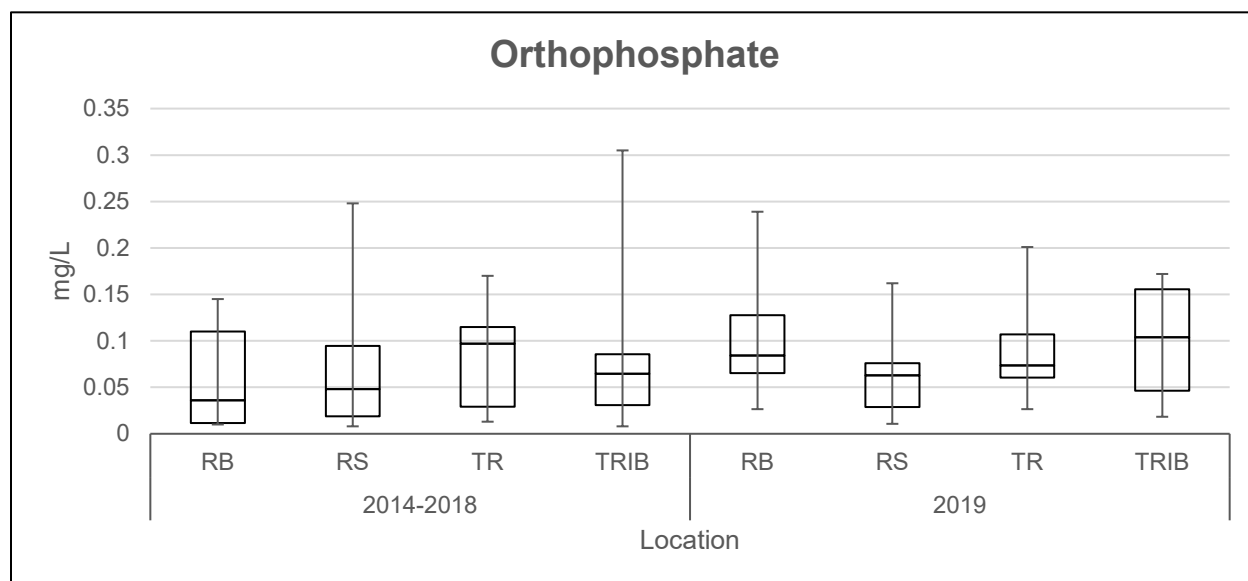 Orthophosphate
0.35
0.3
0.25
0.2
0.15
0.1
0.05
0
mg/L
RB RS TR TRIB RB RS TR TRIB
2014-2018 2019
Location